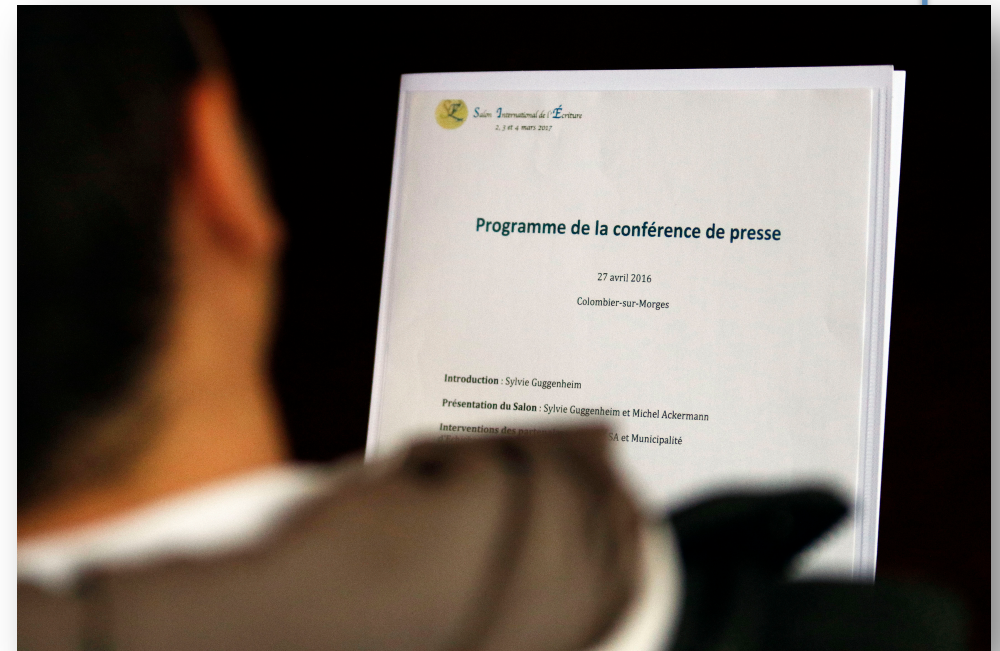 Salon International de l'Écriture
2, 3 et 4 mars 2017
Programme de la conférence de presse
27 avril 2016
Colombier-sur-Morges
Introduction : Sylvie Guggenheim
Présentation du Salon : Sylvie Guggenheim et Michel Ackermann
Interventions des SA et Municipalité